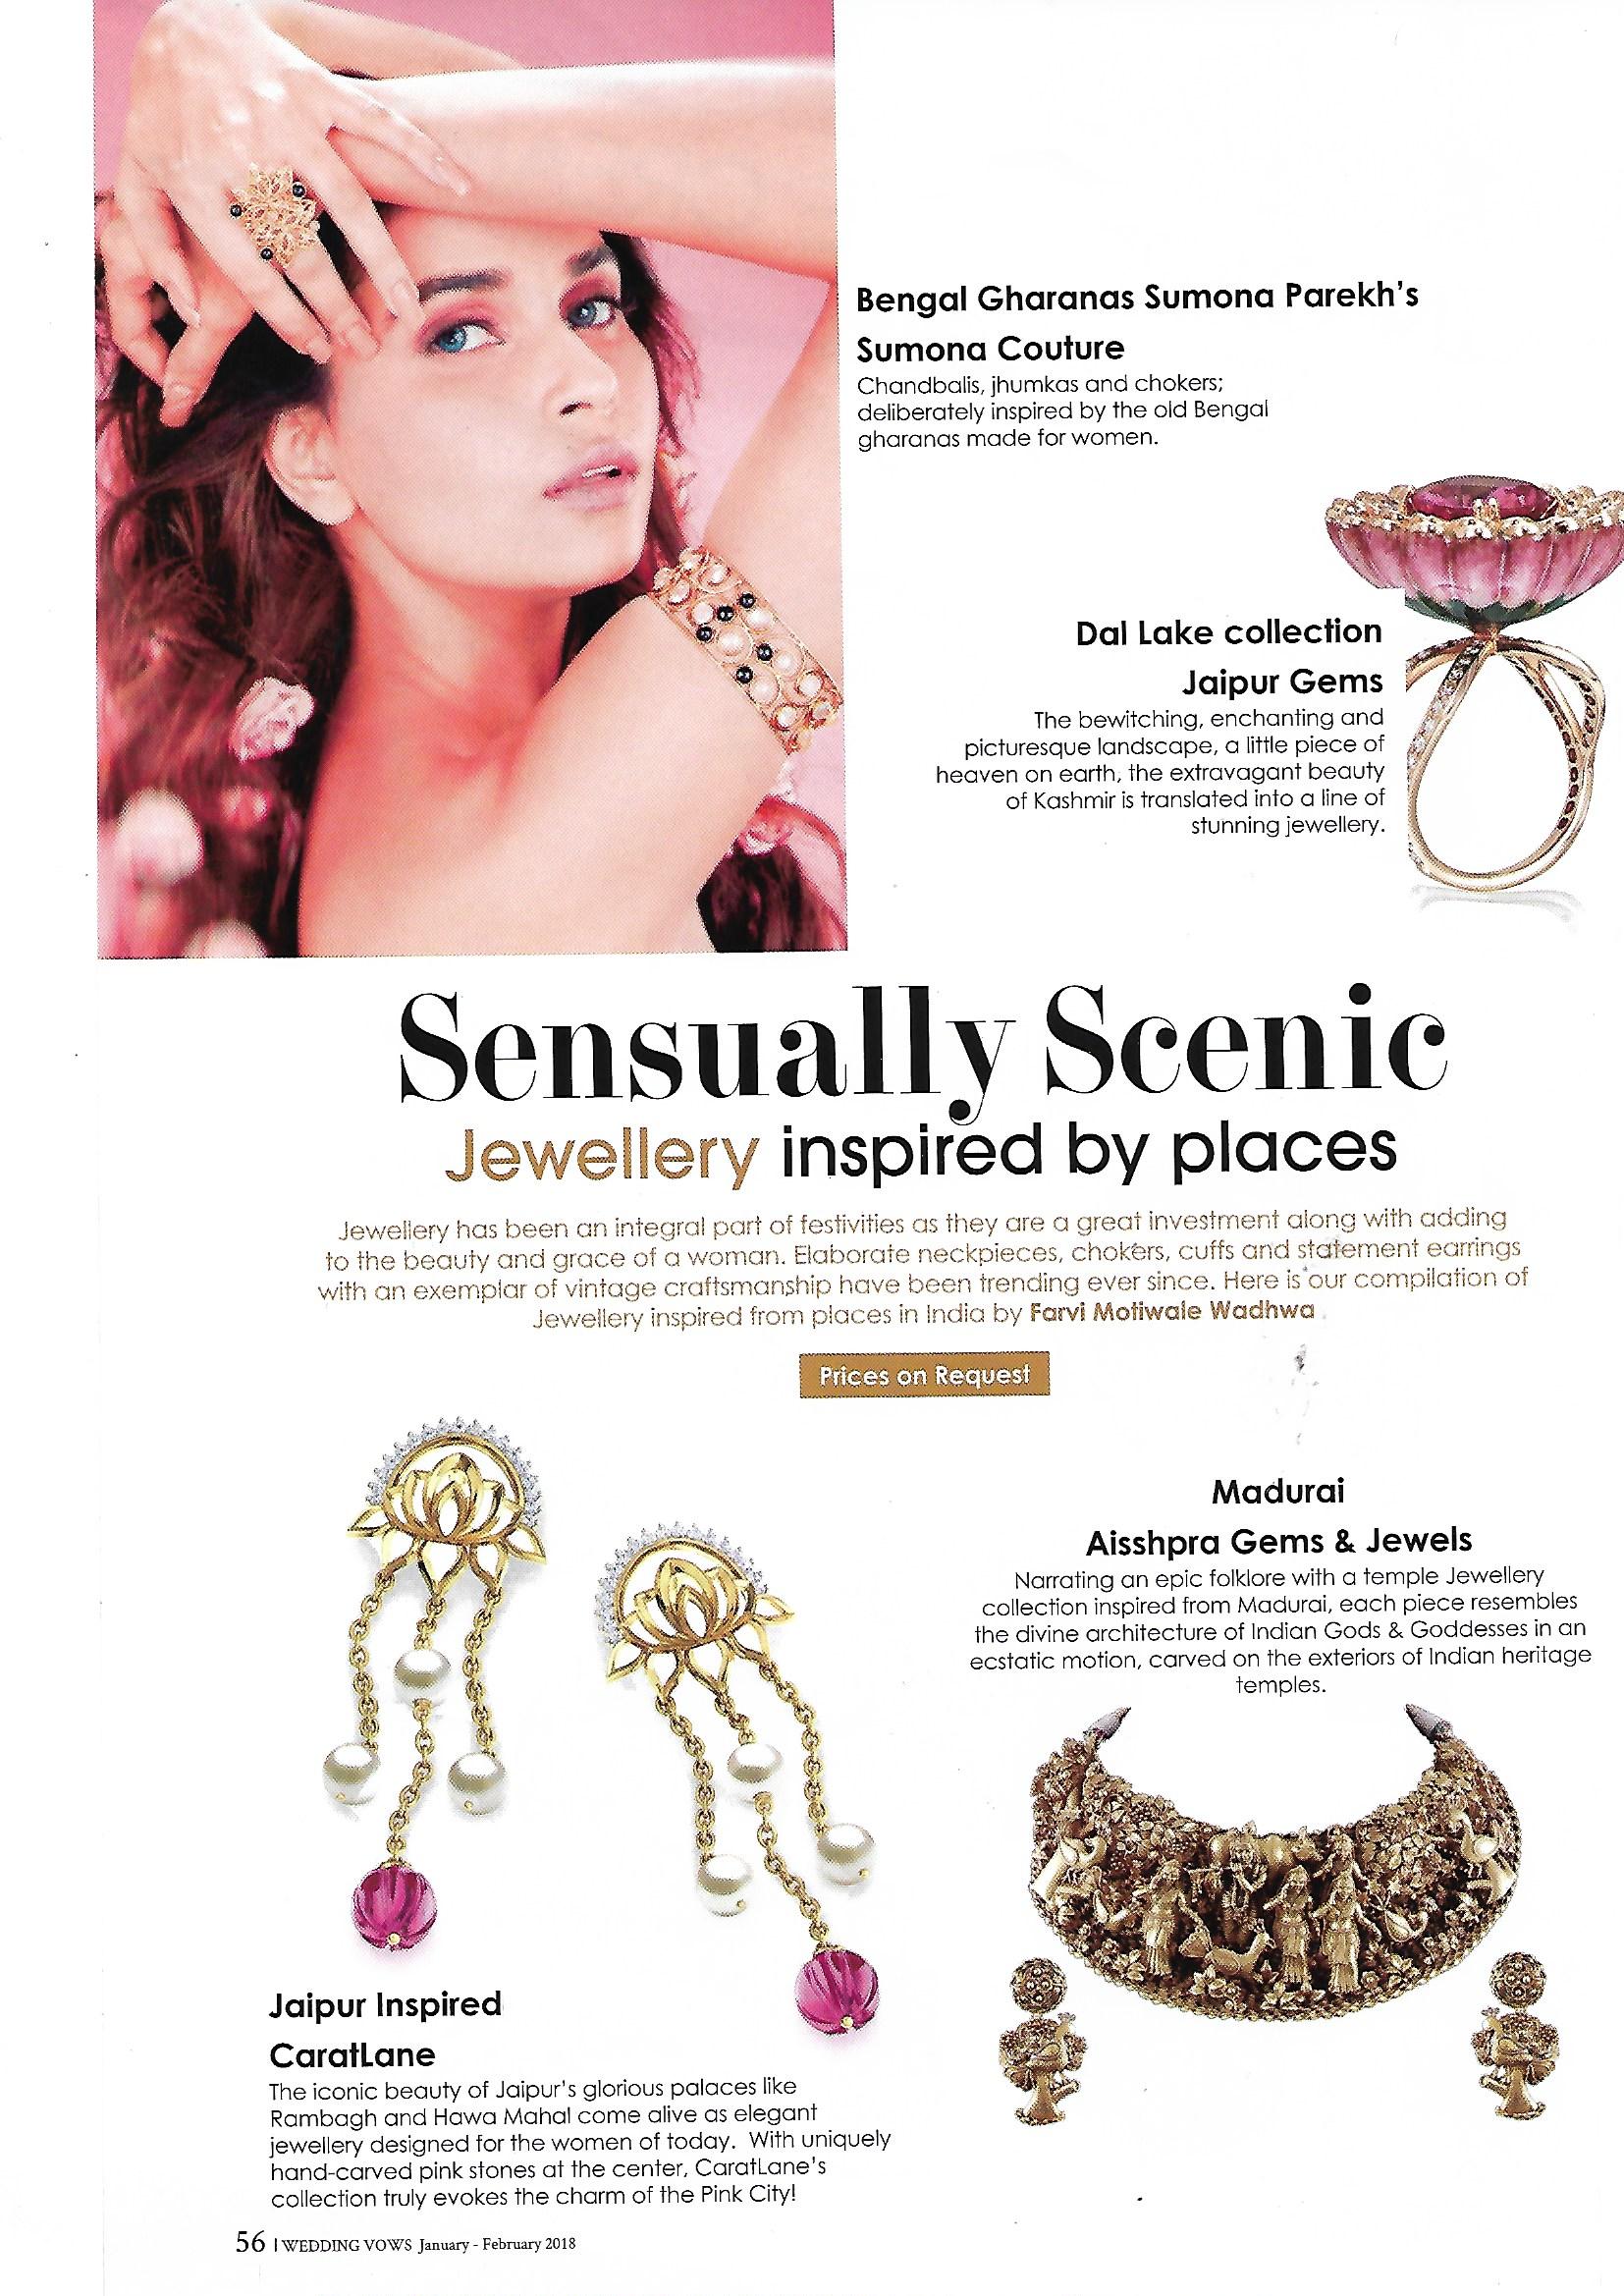 Bengal Gharanas Sumona Parekh's
Sumona Couture
Chandbalis, jhumkas and chokers;
deliberately inspired by the old Bengal
gharanas made for women.
Dal Lake collection
Jaipur Gems
The bewitching, enchanting and
picturesque landscape, a little piece of
heaven on earth, the extravagant beauty
of Kashmir is translated into a line of
stunning jewellery.
Sensually Scenic
Jewellery inspired by places
Jewellery has been an integral part of festivities as they are a great investment along with adding
to the beauty and grace of a woman. Elaborate neckpieces, chokers, cuffs and statement earrings
with an exemplar of vintage craftsmanship have been trending ever since. Here is our compilation of
Jewellery inspired from places in India by Farvi Motiwale Wadhwa
Prices on Request
Madurai
Aisshpra Gems & Jewels
Narrating an epic folklore with a temple Jewellery
collection inspired from Madurai, each piece resembles
the divine architecture of Indian Gods & Goddesses in an
ecstatic motion, carved on the exteriors of Indian heritage
temples.
Jaipur Inspired
CaratLane
The iconic beauty of Jaipur's glorious palaces like
Rambagh and Hawa Mahal come alive as elegant
jewellery designed for the women of today. With uniquely
hand-carved pink stones at the center, CaratLane's
collection truly evokes the charm of the Pink City!
56 | WEDDING VOWS January - February 2018